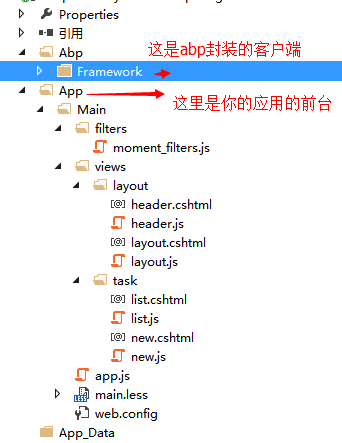 Properties
引用
Abp
这是abp封装的客户端
Framework
App
这里是你的应用的前台
Main
filters
moment_filters.js
views
layout
header.cshtml
header.js
layout.cshtml
layout.js
task
list.cshtml
list.js
new.cshtml
new.js
app.js
main.less
web.config
App_Data